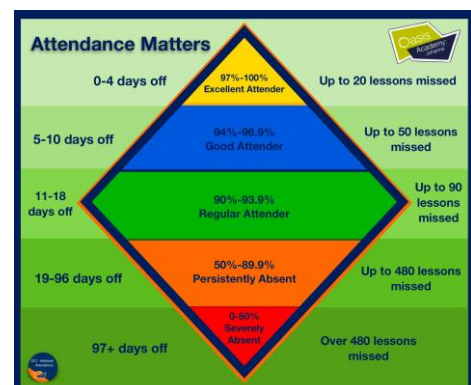 Attendance Matters
Oasis
Academy
0-4 days off
97%-100%
Excellent Attender
Up to 20 lessons missed
5-10 days off
94%-96.9%
Good Attender
Up to 50 lessons
missed
11-18
days off
90%-93.9%
Regular Attender
Up to 90
lessons
missed
19-96 days off
50%-89.9%
Persistently Absent
Up to 480 lessons
missed
97+ days off
0-50%
Severely
Absent
Over 480 lessons
missed